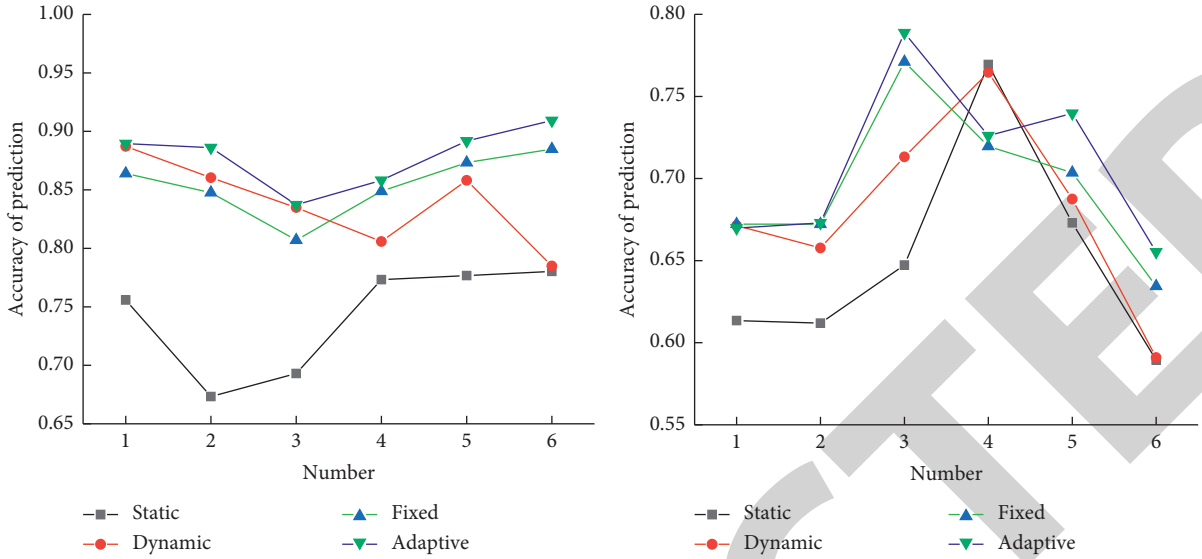 1.00
0.95
0.90
0.85
0.80
0.75
0.70
0.65
Accuracy of prediction
1 2 3 4 5 6
Number
Static Fixed
Dynamic Adaptive
0.80
0.75
0.70
0.65
0.60
0.55
Accuracy of prediction
1 2 3 4 5 6
Number
Static Fixed
Dynamic Adaptive